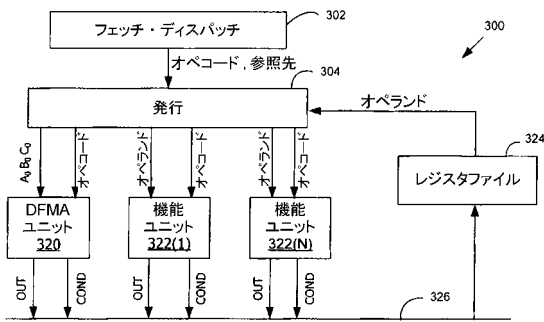 フェッチ・ディスパッチ
302
300
オペコード,参照先
304
発行
オペランド
324
レジスタファイル
A₀B₀C₀
オペコード
オペランド
オペコード
オペランド
オペコード
DFMA
ユニット
320
機能
ユニット
322(1)
機能
ユニット
322(N)
OUT
COND
OUT
COND
OUT
COND
326